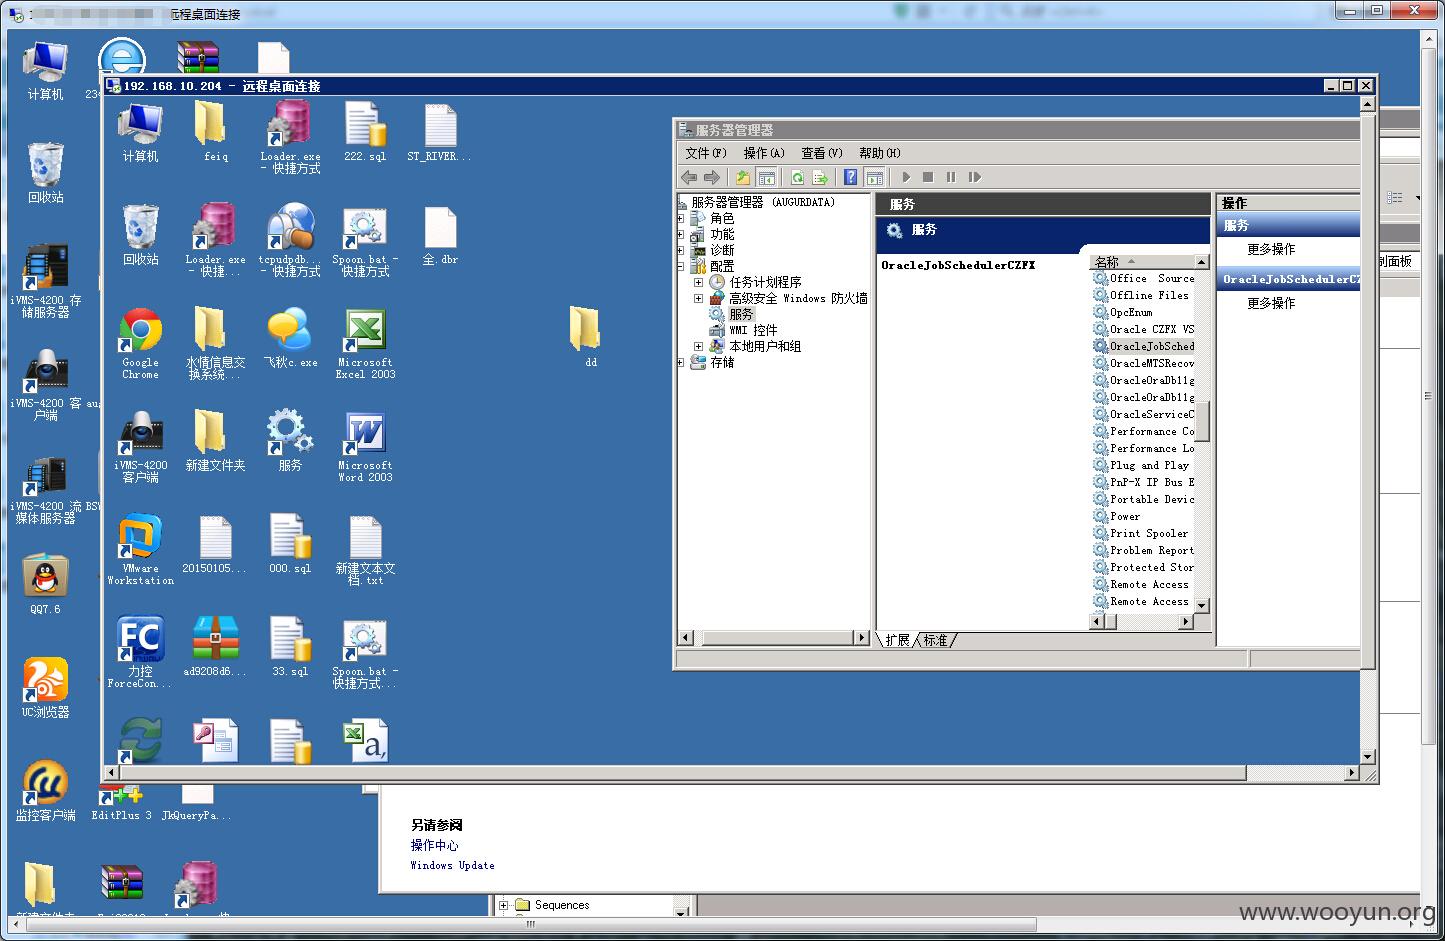 远程桌面连接
计算机
192.168.10.204 - 远程桌面连接
计算机
feiq
Loader.exe
- 快捷方式
222.sql
ST_RIVER...
回收站
回收站
Loader.exe
- 快捷...
tcpudpdb...
- 快捷方式
Spoon.bat -
快捷方式
全.dbr
iVMS-4200 存
储服务器
Google
Chrome
水情信息交
换系统...
飞秋c.exe
Microsoft
Excel 2003
dd
iVMS-4200 客
户端
iVMS-4200
客户端
新建文件夹
服务
Microsoft
Word 2003
iVMS-4200 流
媒体服务器
VMware
Workstation
20150105...
000.sql
新建文本文
档.txt
QQ7.6
力控
ForceCon...
ad9208d6...
33.sql
Spoon.bat -
快捷方式...
UC浏览器
监控客户端
EditPlus 3
JkQueryPa...
服务器管理器
文件(F)
操作(A)
查看(V)
帮助(H)
服务器管理器 (AUGURDATA)
角色
功能
诊断
配置
任务计划程序
高级安全 Windows 防火墙
服务
WMI 控件
本地用户和组
存储
服务
服务
OracleJobSchedulerCZFX
名称
Office Source
Offline Files
OpcEnum
Oracle CZFX VS
OracleJobSched
OracleMTSRecov
OracleOraDb11g
OracleOraDb11g
OracleServiceC
Performance Co
Performance Lo
Plug and Play
PnP-X IP Bus E
Portable Devic
Power
Print Spooler
Problem Report
Protected Stor
Remote Access
Remote Access
扩展
标准
操作
服务
更多操作
OracleJobSchedulerCZ
更多操作
制面板
另请参阅
操作中心
Windows Update
Sequences
www.wooyun.org